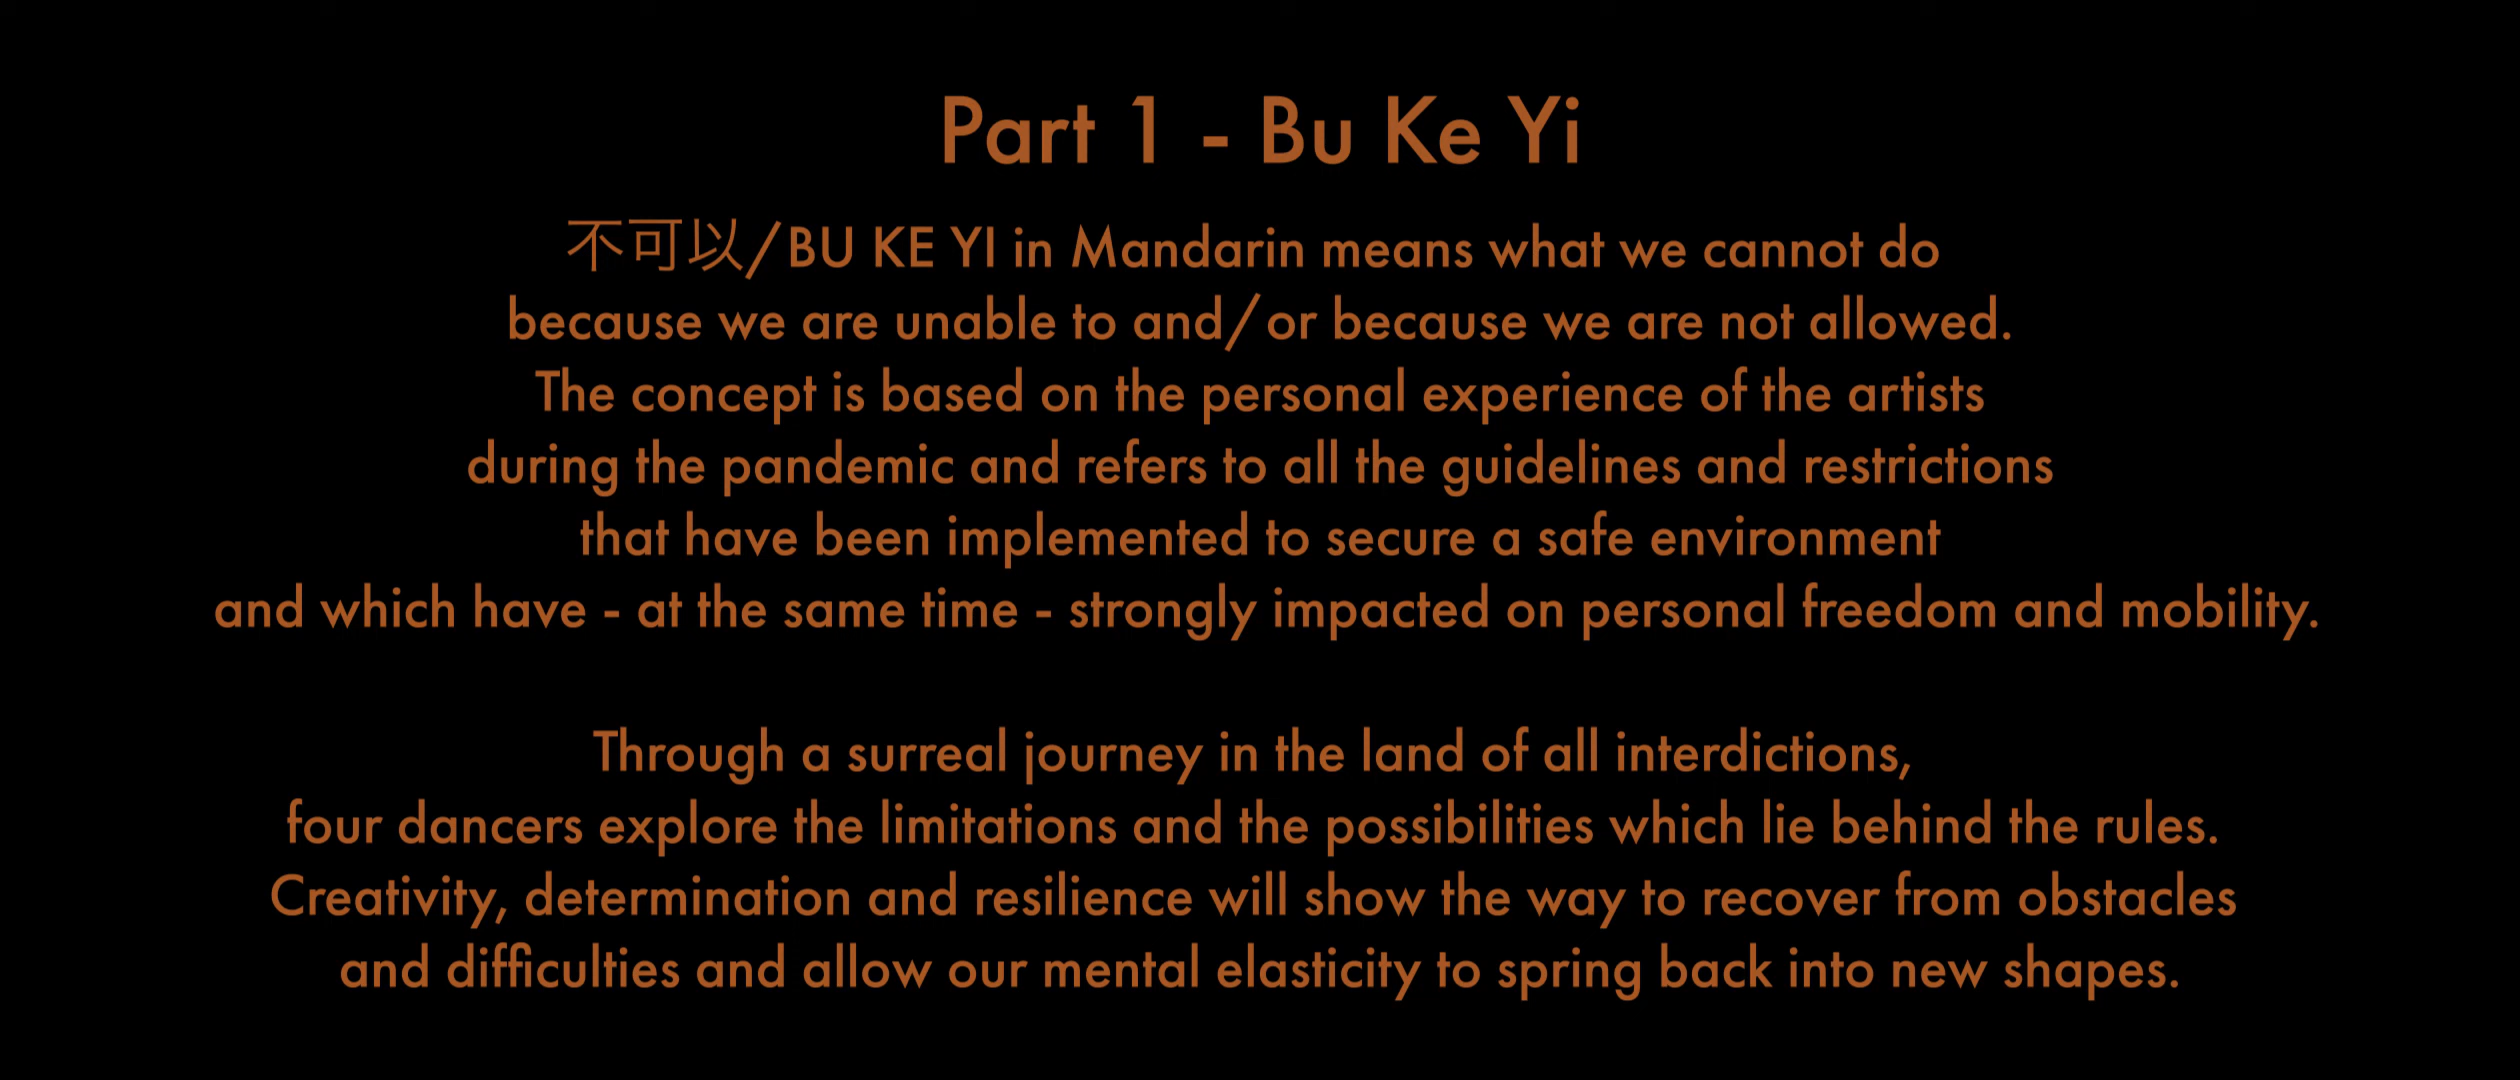 Part 1 - Bu Ke Yi
不可以/BU KE YI in Mandarin means what we cannot do
because we are unable to and/or because we are not allowed.
The concept is based on the personal experience of the artists
during the pandemic and refers to all the guidelines and restrictions
that have been implemented to secure a safe environment
and which have - at the same time - strongly impacted on personal freedom and mobility.
Through a surreal journey in the land of all interdictions,
four dancers explore the limitations and the possibilities which lie behind the rules.
Creativity, determination and resilience will show the way to recover from obstacles
and difficulties and allow our mental elasticity to spring back into new shapes.